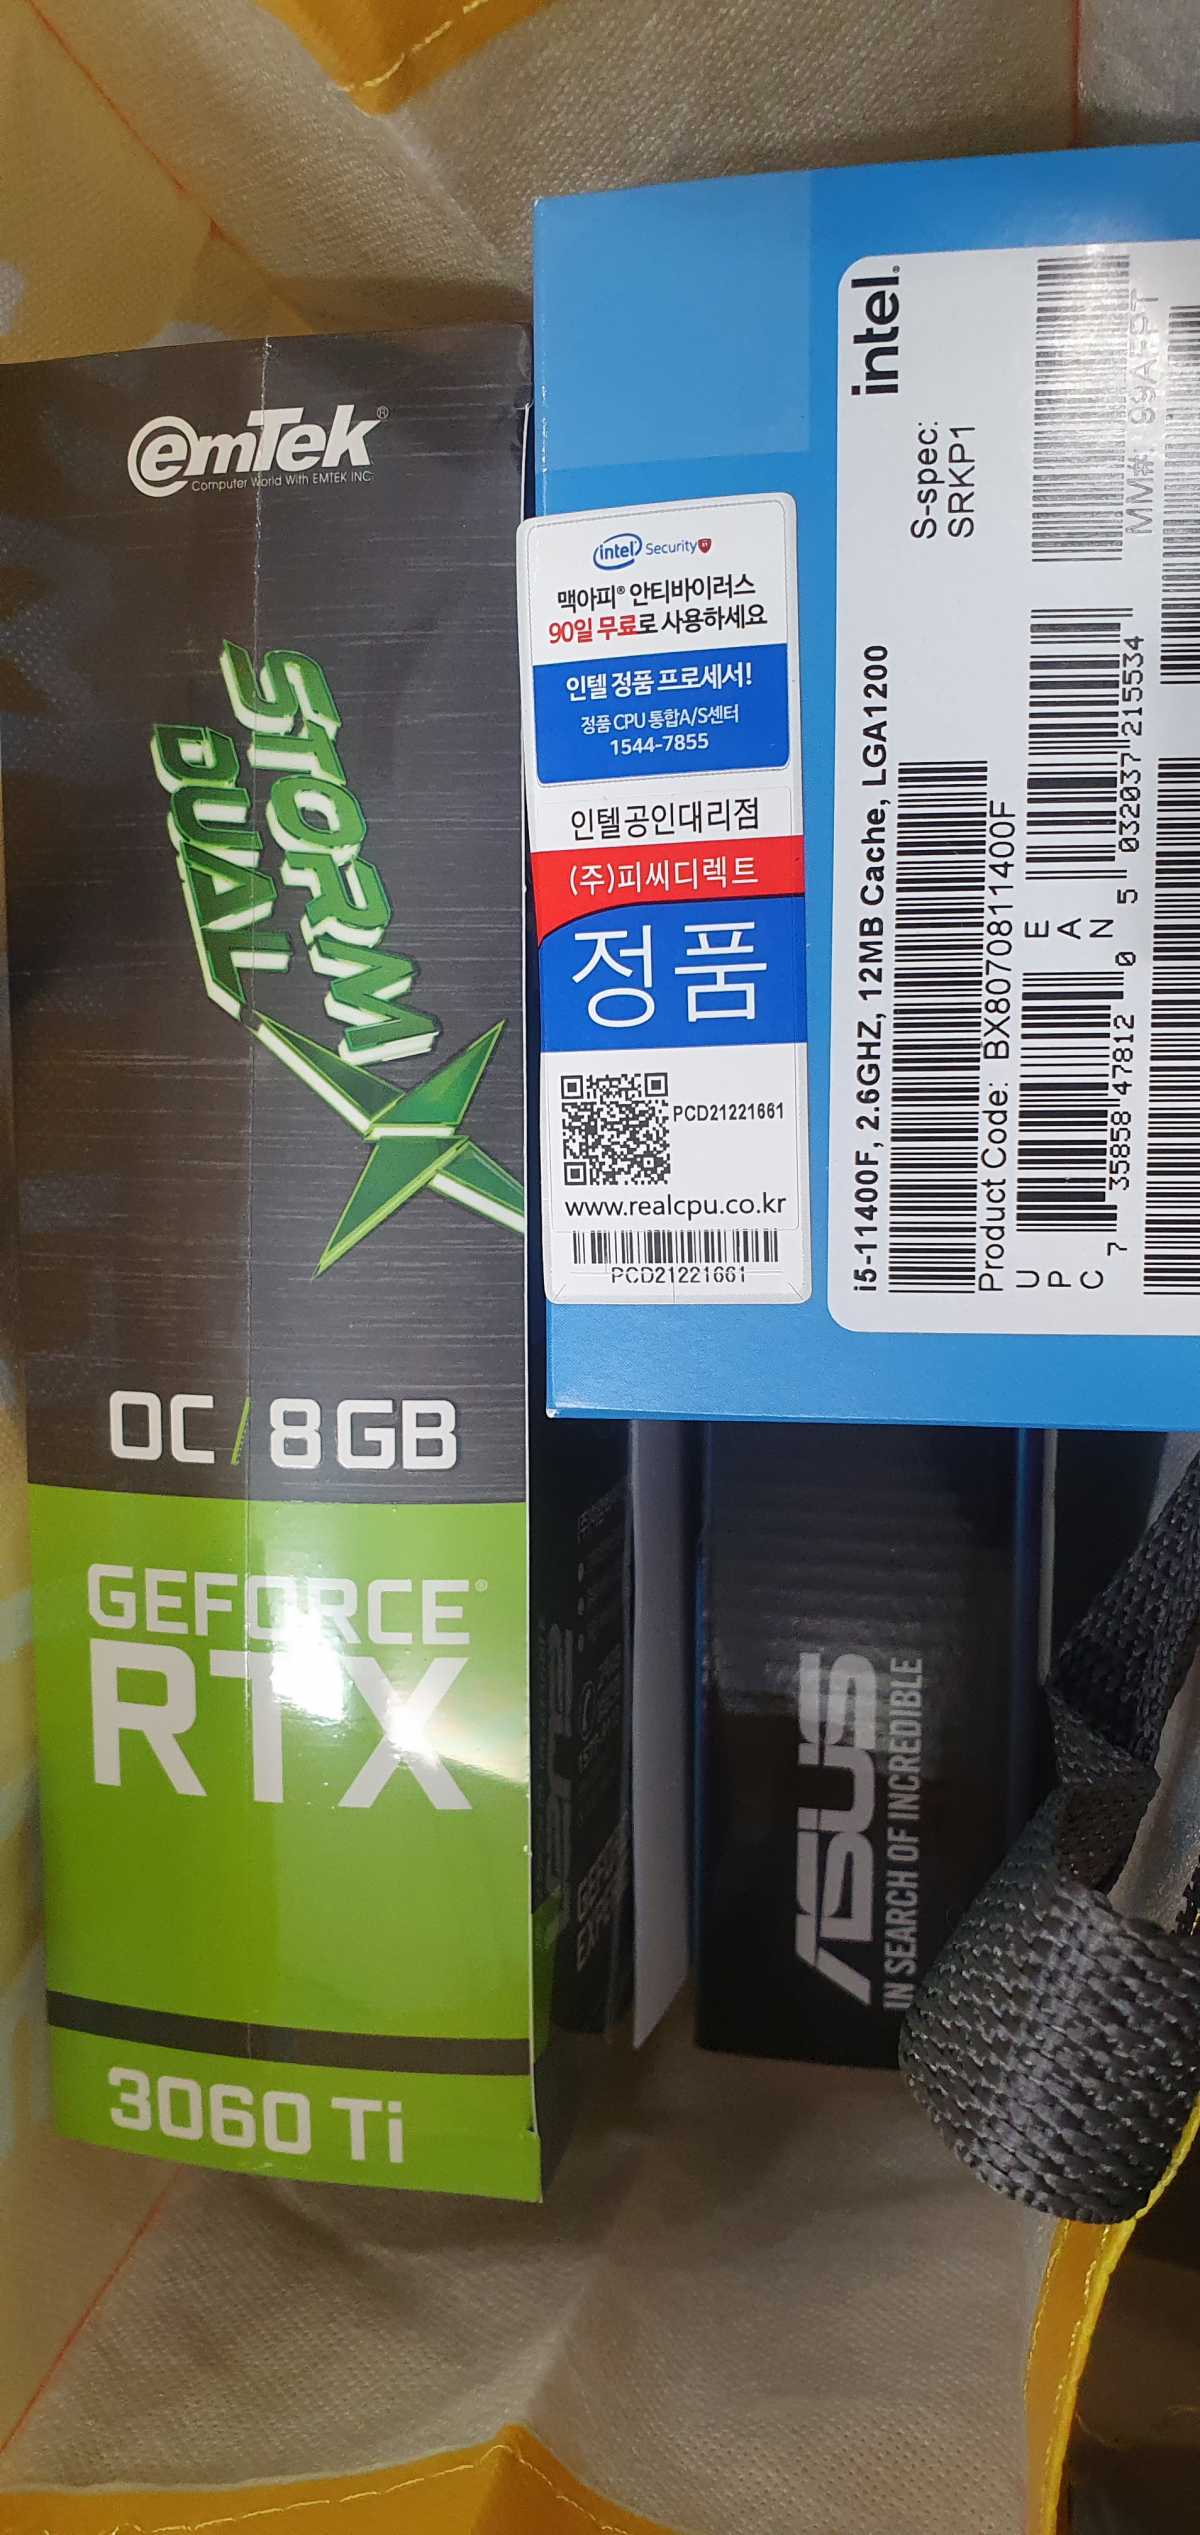 emTek®
Computer World With EMTEK INC.
STORM X
DUAL
OC / 8GB
GEFORCE®
RTX
3060 Ti
intel Security
맥아피® 안티바이러스
90일 무료로 사용하세요
인텔 정품 프로세서!
정품 CPU 통합A/S센터
1544-7855
인텔공인대리점
(주)피씨디렉트
정품
PCD21221661
www.realcpu.co.kr
PCD21221661
intel®
S-spec:
SRKP1
i5-11400F, 2.6GHZ, 12MB Cache, LGA1200
Product Code: BX8070811400F
UPC
7 35858 47812 0
EAN
5 032037 215534
MM#: 99AFPT
ASUS
IN SEARCH OF INCREDIBLE